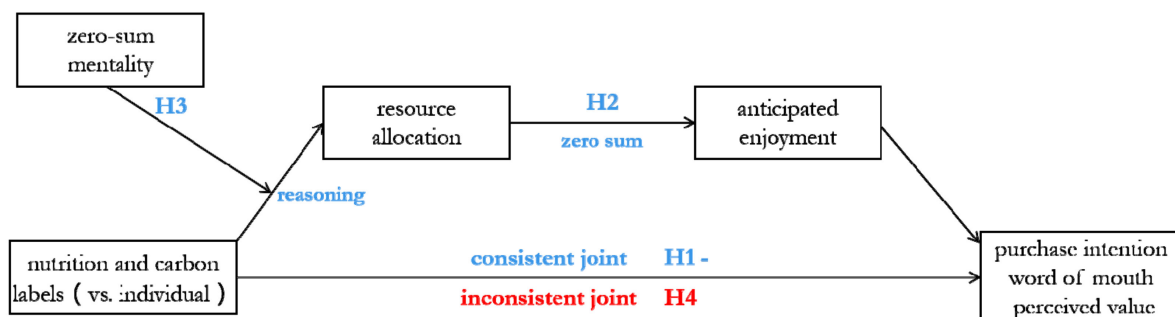 zero-sum
mentality
H3
resource
allocation
H2
zero sum
anticipated
enjoyment
reasoning
nutrition and carbon
labels ( vs. individual )
consistent joint H1 -
inconsistent joint H4
purchase intention
word of mouth
perceived value